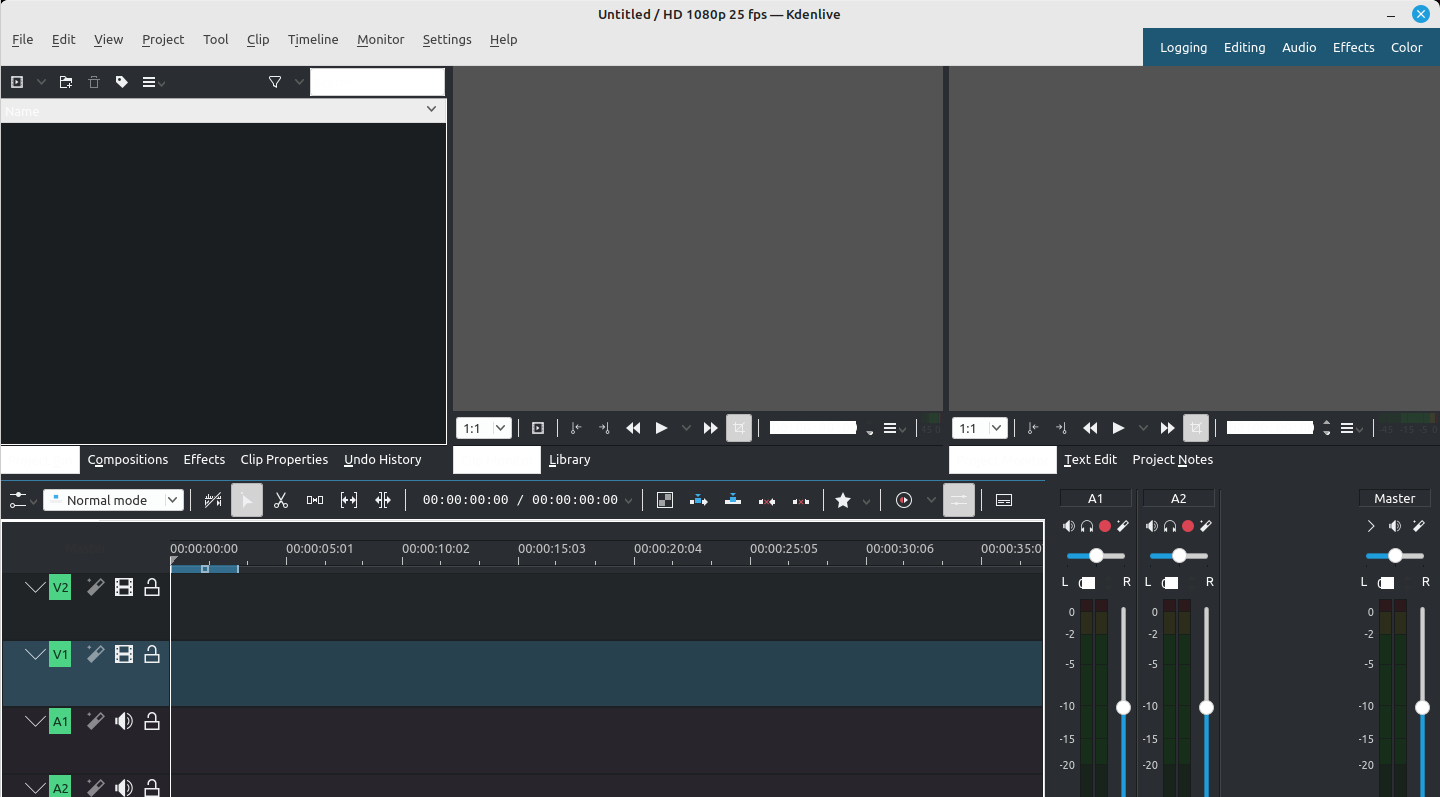 Untitled / HD 1080p 25 fps — Kdenlive
File Edit View Project Tool Clip Timeline Monitor Settings Help
Logging Editing Audio Effects Color
Name
1:1
1:1
-45 -15 -5 0
Compositions Effects Clip Properties Undo History
Library
Text Edit Project Notes
Normal mode
00:00:00:00 / 00:00:00:00
A1 A2 Master
00:00:00:00 00:00:05:01 00:00:10:02 00:00:15:03 00:00:20:04 00:00:25:05 00:00:30:06 00:00:35:0
L R L R L R
V2
V1
A1
A2
0 0 0
-2 -2 -2
-5 -5 -5
-10 -10 -10
-15 -15 -15
-20 -20 -20